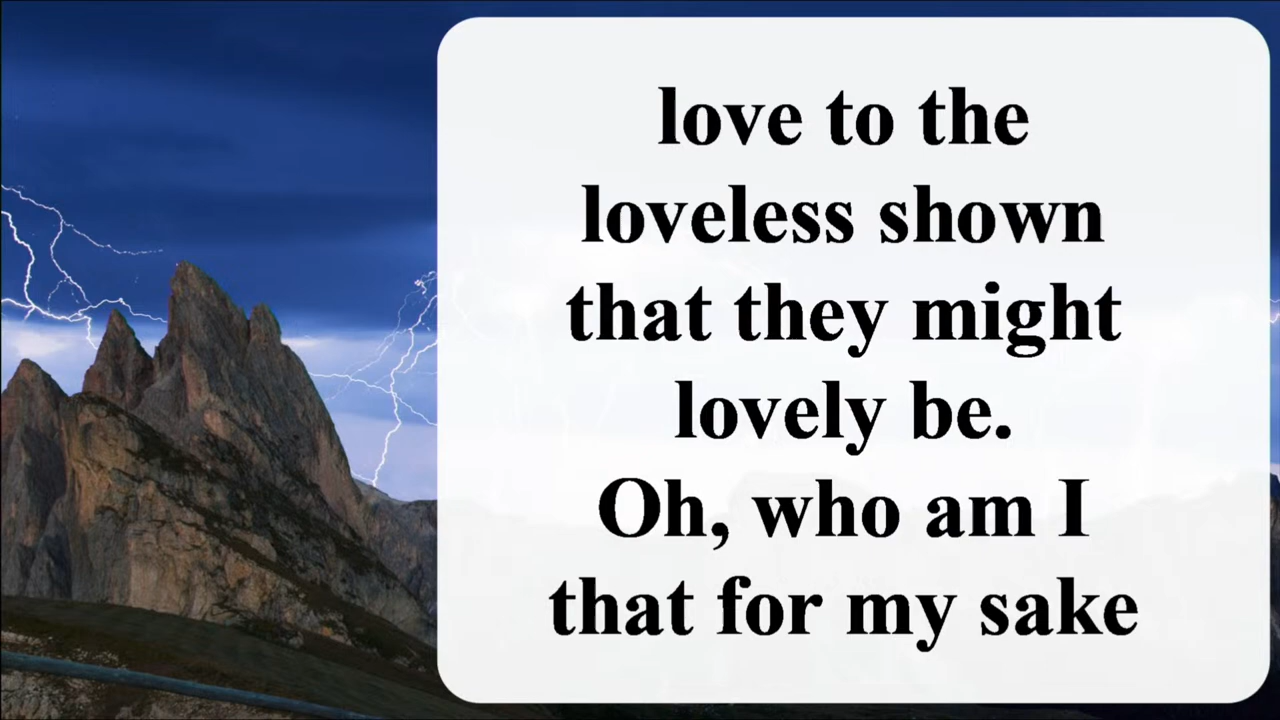 love to the
loveless shown
that they might
lovely be.
Oh, who am I
that for my sake